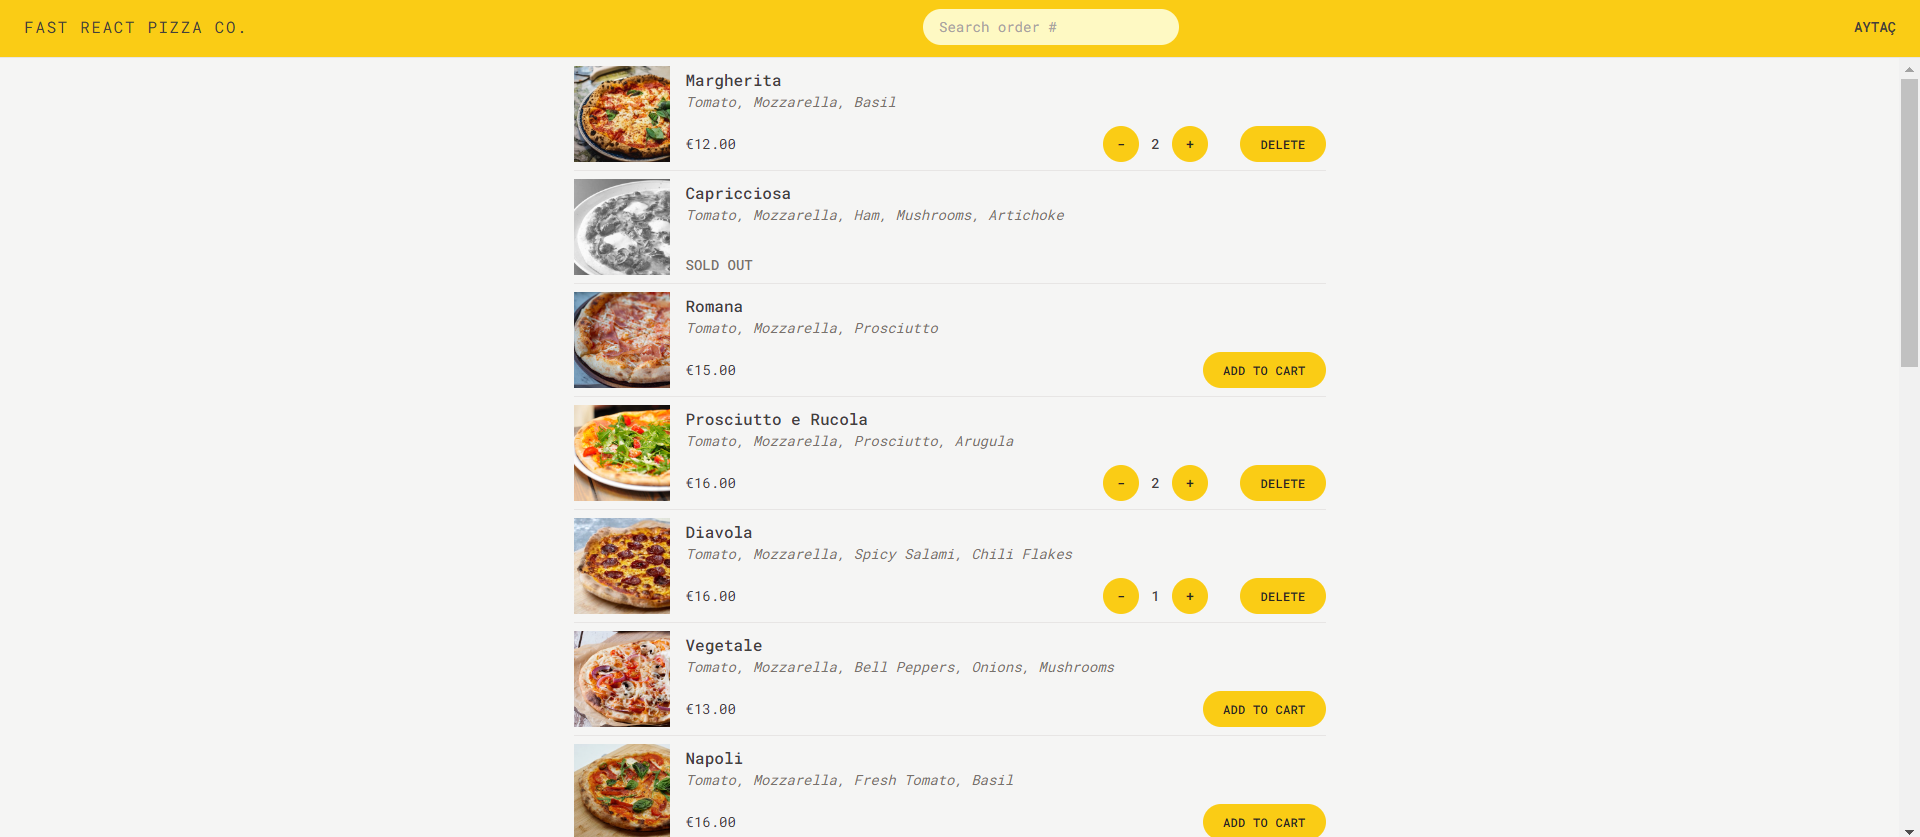 FAST REACT PIZZA CO.
Search order #
AYTAÇ
Margherita
Tomato, Mozzarella, Basil
€12.00
- 2 + DELETE
Capricciosa
Tomato, Mozzarella, Ham, Mushrooms, Artichoke
SOLD OUT
Romana
Tomato, Mozzarella, Prosciutto
€15.00
ADD TO CART
Prosciutto e Rucola
Tomato, Mozzarella, Prosciutto, Arugula
€16.00
- 2 + DELETE
Diavola
Tomato, Mozzarella, Spicy Salami, Chili Flakes
€16.00
- 1 + DELETE
Vegetale
Tomato, Mozzarella, Bell Peppers, Onions, Mushrooms
€13.00
ADD TO CART
Napoli
Tomato, Mozzarella, Fresh Tomato, Basil
€16.00
ADD TO CART